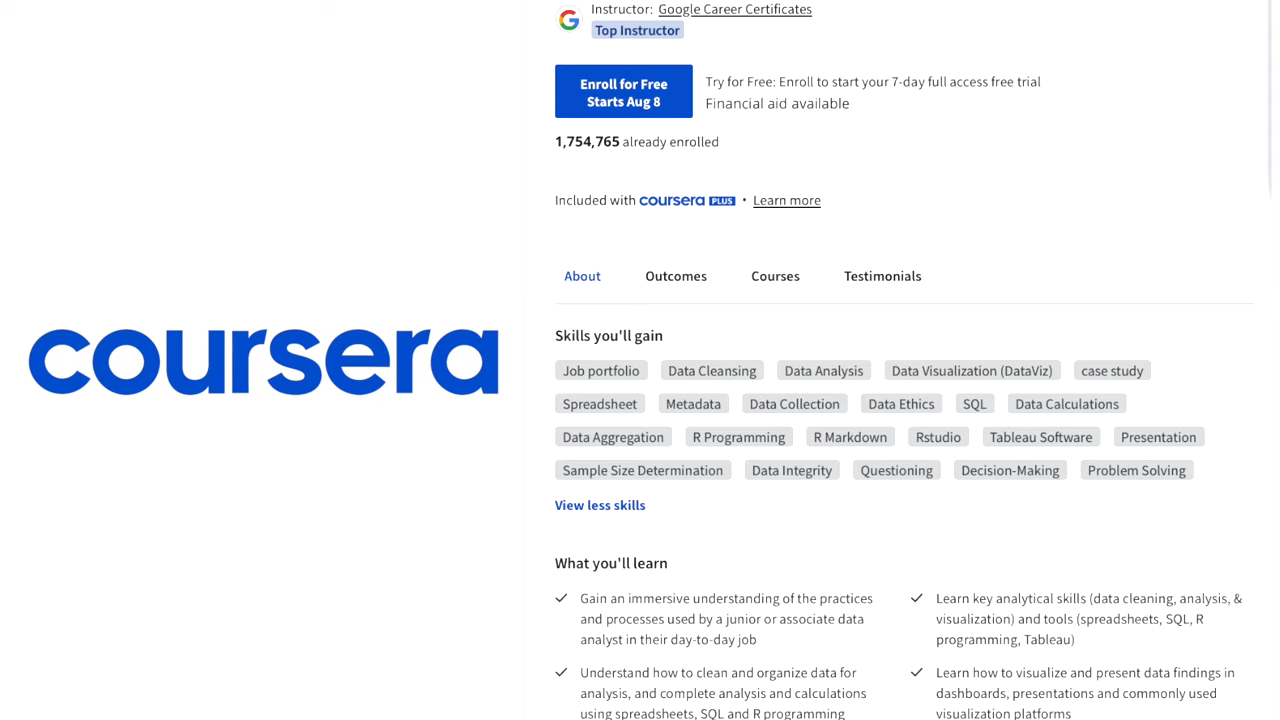 Instructor: Google Career Certificates
Top Instructor
Enroll for Free
Starts Aug 8
Try for Free: Enroll to start your 7-day full access free trial
Financial aid available
1,754,765 already enrolled
Included with coursera PLUS • Learn more
About Outcomes Courses Testimonials
coursera
Skills you'll gain
Job portfolio Data Cleansing Data Analysis Data Visualization (DataViz) case study
Spreadsheet Metadata Data Collection Data Ethics SQL Data Calculations
Data Aggregation R Programming R Markdown Rstudio Tableau Software Presentation
Sample Size Determination Data Integrity Questioning Decision-Making Problem Solving
View less skills
What you'll learn
Gain an immersive understanding of the practices
and processes used by a junior or associate data
analyst in their day-to-day job
Learn key analytical skills (data cleaning, analysis, &
visualization) and tools (spreadsheets, SQL, R
programming, Tableau)
Understand how to clean and organize data for
analysis, and complete analysis and calculations
using spreadsheets, SQL and R programming
Learn how to visualize and present data findings in
dashboards, presentations and commonly used
visualization platforms